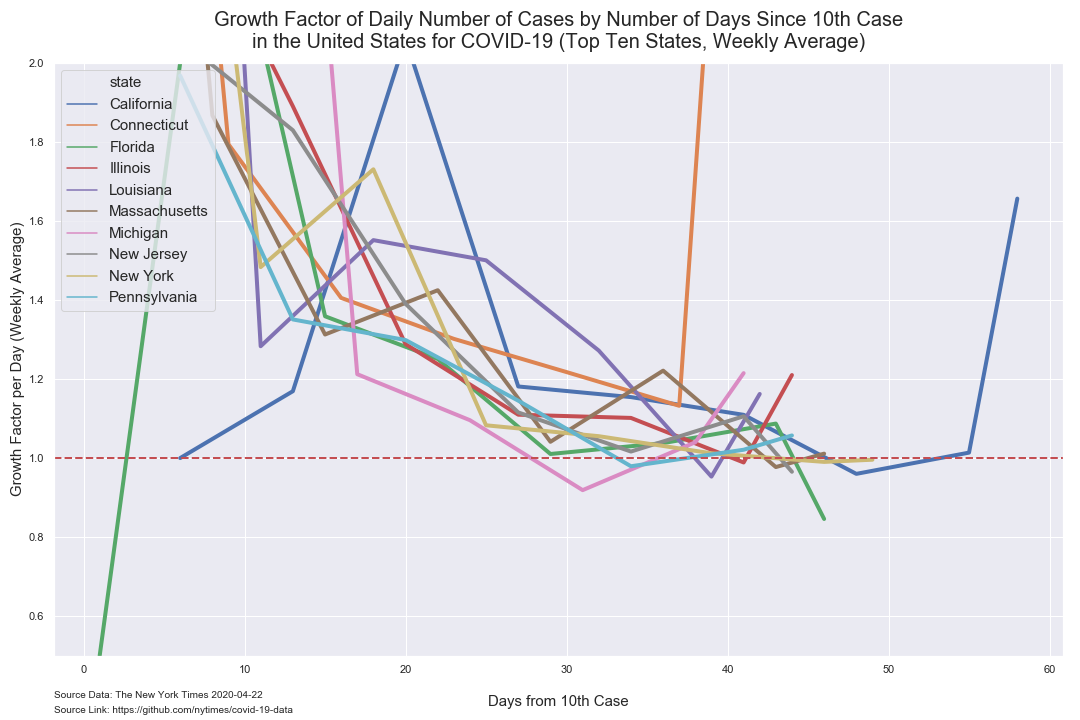 Growth Factor of Daily Number of Cases by Number of Days Since 10th Case
in the United States for COVID-19 (Top Ten States, Weekly Average)
Growth Factor per Day (Weekly Average)
2.0
1.8
1.6
1.4
1.2
1.0
0.8
0.6
state
California
Connecticut
Florida
Illinois
Louisiana
Massachusetts
Michigan
New Jersey
New York
Pennsylvania
0 10 20 30 40 50 60
Days from 10th Case
Source Data: The New York Times 2020-04-22
Source Link: https://github.com/nytimes/covid-19-data